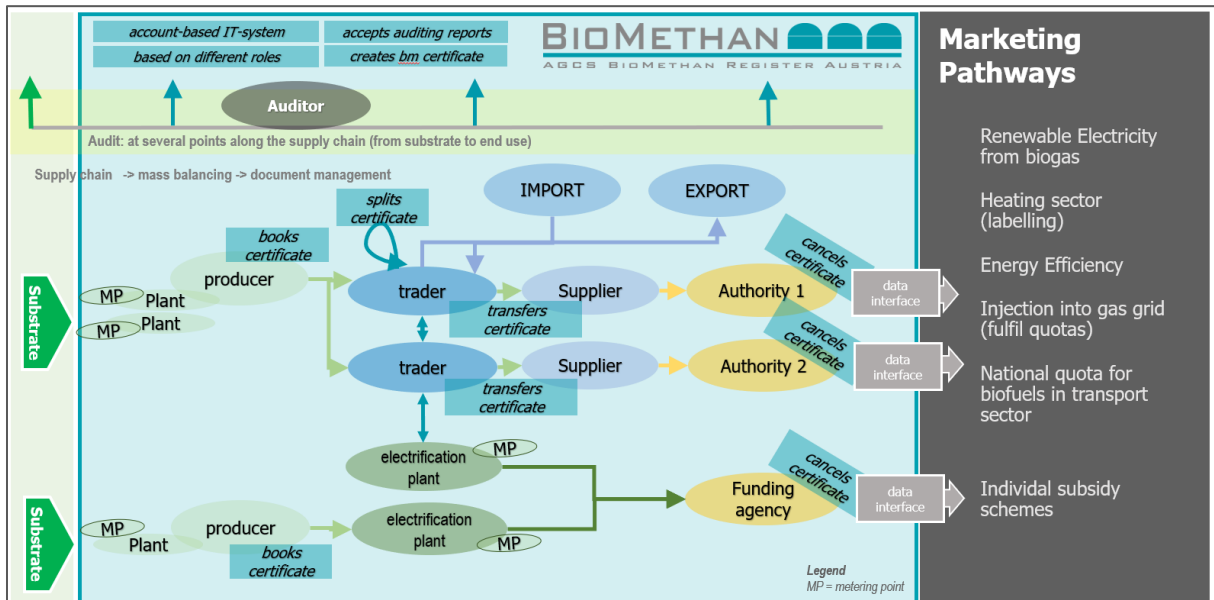 account-based IT-system
based on different roles
accepts auditing reports
creates bm certificate
BIOMETHAN
AGCS BIOMETHAN REGISTER AUSTRIA
Marketing
Pathways
Auditor
Audit: at several points along the supply chain (from substrate to end use)
Supply chain -> mass balancing -> document management
Renewable Electricity
from biogas
Heating sector
(labelling)
Energy Efficiency
Injection into gas grid
(fulfil quotas)
National quota for
biofuels in transport
sector
Individal subsidy
schemes
IMPORT
EXPORT
splits
certificate
books
certificate
cancels
certificate
Substrate
MP
Plant
MP
Plant
producer
trader
transfers
certificate
Supplier
Authority 1
data
interface
cancels
certificate
trader
transfers
certificate
Supplier
Authority 2
data
interface
electrification
plant
MP
cancels
certificate
Substrate
MP
Plant
producer
books
certificate
electrification
plant
MP
Funding
agency
data
interface
Legend
MP = metering point